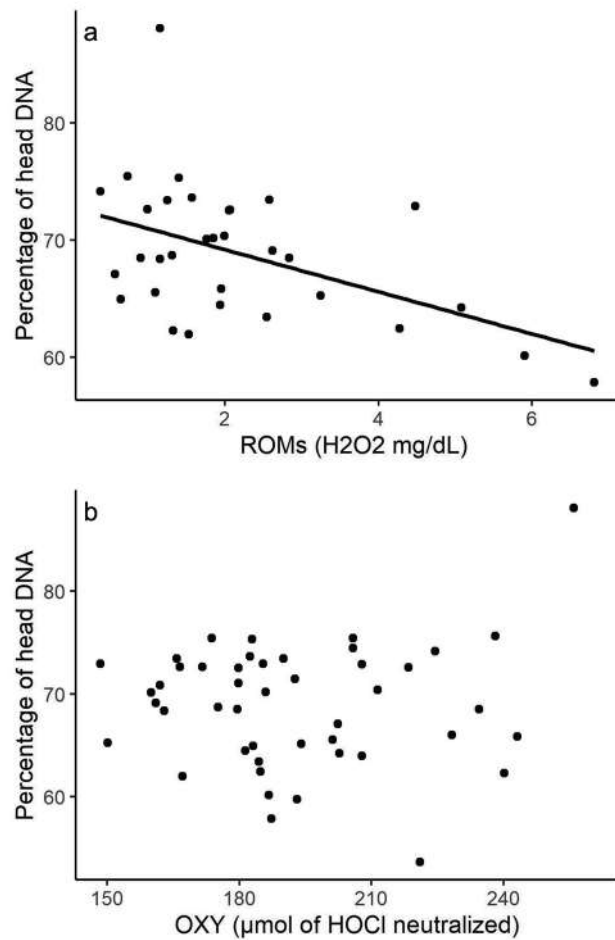 a
80
70
60
Percentage of head DNA
2
4
6
ROMs (H2O2 mg/dL)
b
80
70
60
Percentage of head DNA
150
180
210
240
OXY (µmol of HOCl neutralized)